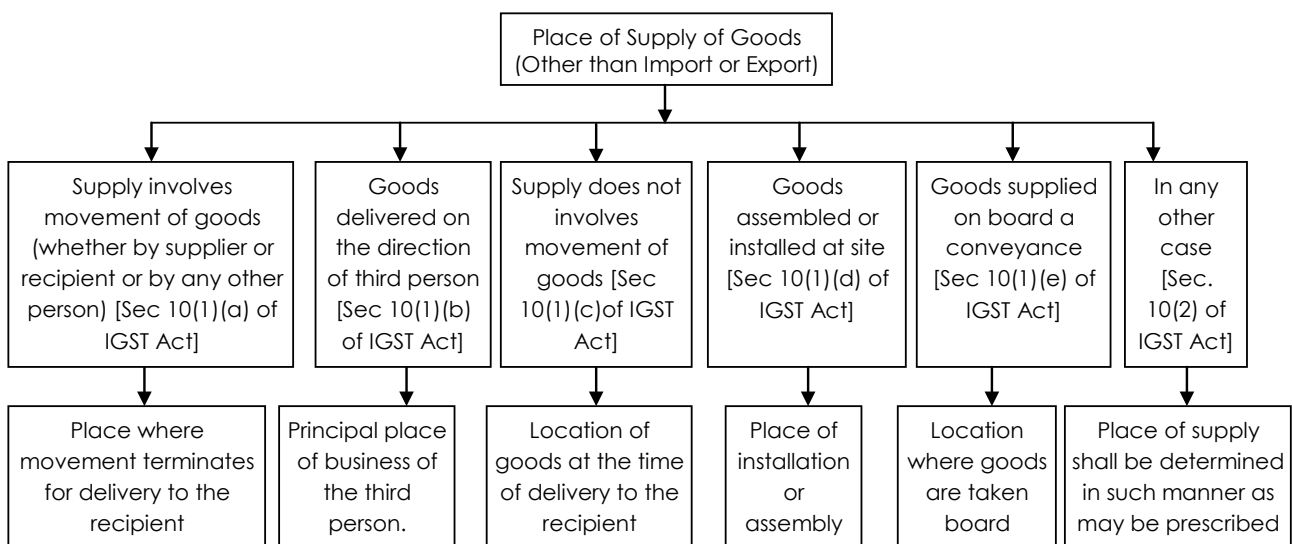 Place of Supply of Goods
(Other than Import or Export)
Supply involves
movement of goods
(whether by supplier or
recipient or by any other
person) [Sec 10(1)(a) of
IGST Act]
Goods
delivered on
the direction
of third person
[Sec 10(1)(b)
of IGST Act]
Supply does not
involves
movement of
goods [Sec
10(1)(c)of IGST
Act]
Goods
assembled or
installed at site
[Sec 10(1)(d) of
IGST Act]
Goods supplied
on board a
conveyance
[Sec 10(1)(e) of
IGST Act]
In any
other
case
[Sec.
10(2) of
IGST Act]
Place where
movement terminates
for delivery to the
recipient
Principal place
of business of
the third
person.
Location of
goods at the time
of delivery to the
recipient
Place of
installation
or
assembly
Location
where goods
are taken
board
Place of supply
shall be determined
in such manner as
may be prescribed